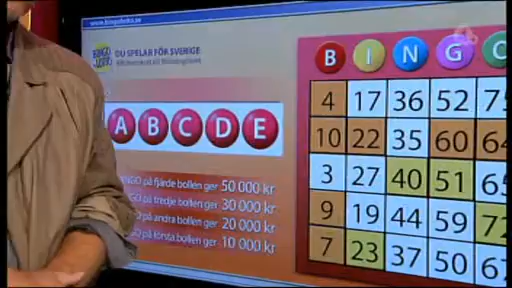 www.bingolotto.se
BINGO
LOTTO
DU SPELAR FÖR SVERIGE
A B C D E
BINGO på fjärde bollen ger 50 000 kr
på tredje bollen ger 30 000 kr
på andra bollen ger 20 000 kr
på första bollen ger 10 000 kr
B I N G O
4 17 36 52 75
10 22 35 60
3 27 40 51
9 19 44 59
7 23 37 50